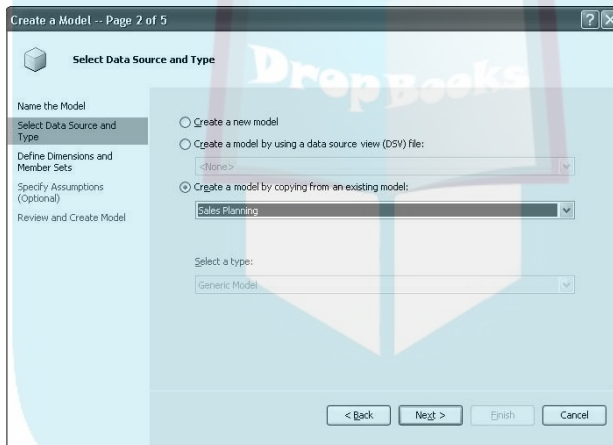 Create a Model -- Page 2 of 5
Select Data Source and Type
DropBooks
Name the Model
Select Data Source and
Type
Define Dimensions and
Member Sets
Specify Assumptions
(Optional)
Review and Create Model
Create a new model
Create a model by using a data source view (DSV) file:
<None>
Create a model by copying from an existing model:
Sales Planning
Select a type:
Generic Model
< Back
Next >
Finish
Cancel